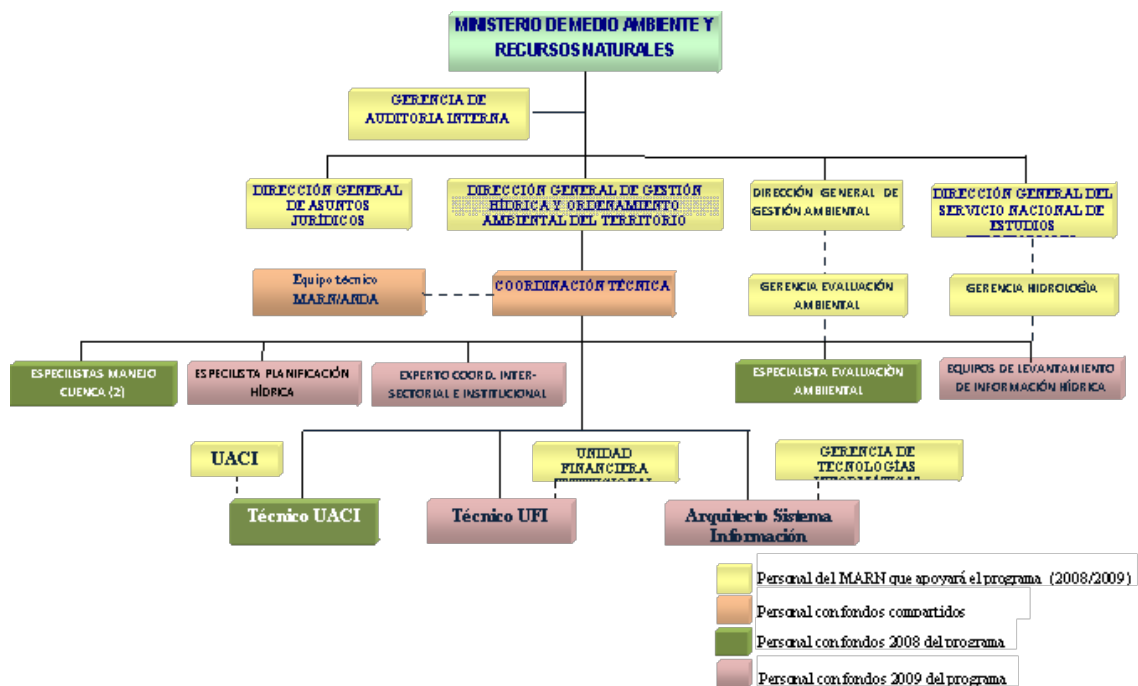 MINISTERIO DE MEDIO AMBIENTE Y
RECURSOS NATURALES
GERENCIA DE
AUDITORIA INTERNA
DIRECCIÓN GENERAL
DE ASUNTOS
JURÍDICOS
DIRECCIÓN GENERAL DE GESTIÓN
HÍDRICA Y ORDENAMIENTO
AMBIENTAL DEL TERRITORIO
DIRECCIÓN GENERAL DE
GESTIÓN AMBIENTAL
DIRECCIÓN GENERAL DEL
SERVICIO NACIONAL DE
ESTUDIOS
Equipo técnico
MARN/ANDA
COORDINACIÓN TÉCNICA
GERENCIA EVALUACIÓN
AMBIENTAL
GERENCIA HIDROLOGÌA
ESPECILISTAS MANEJO
CUENCA (2)
ESPECILISTA PLANIFICACIÓN
HÍDRICA
EXPERTO COORD. INTER-
SECTORIAL E INSTITUCIONAL
ESPECIALISTA EVALUACIÒN
AMBIENTAL
EQUIPOS DE LEVANTAMIENTO
DE INFORMACIÓN HÍDRICA
UACI
UNIDAD
FINANCIERA
INSTITUCIONAL
GERENCIA DE
TECNOLOGÍAS
INFORMÁTICAS
Técnico UACI
Técnico UFI
Arquitecto Sistema
Información
Personal del MARN que apoyará el programa (2008/2009)
Personal con fondos compartidos
Personal con fondos 2008 del programa
Personal con fondos 2009 del programa